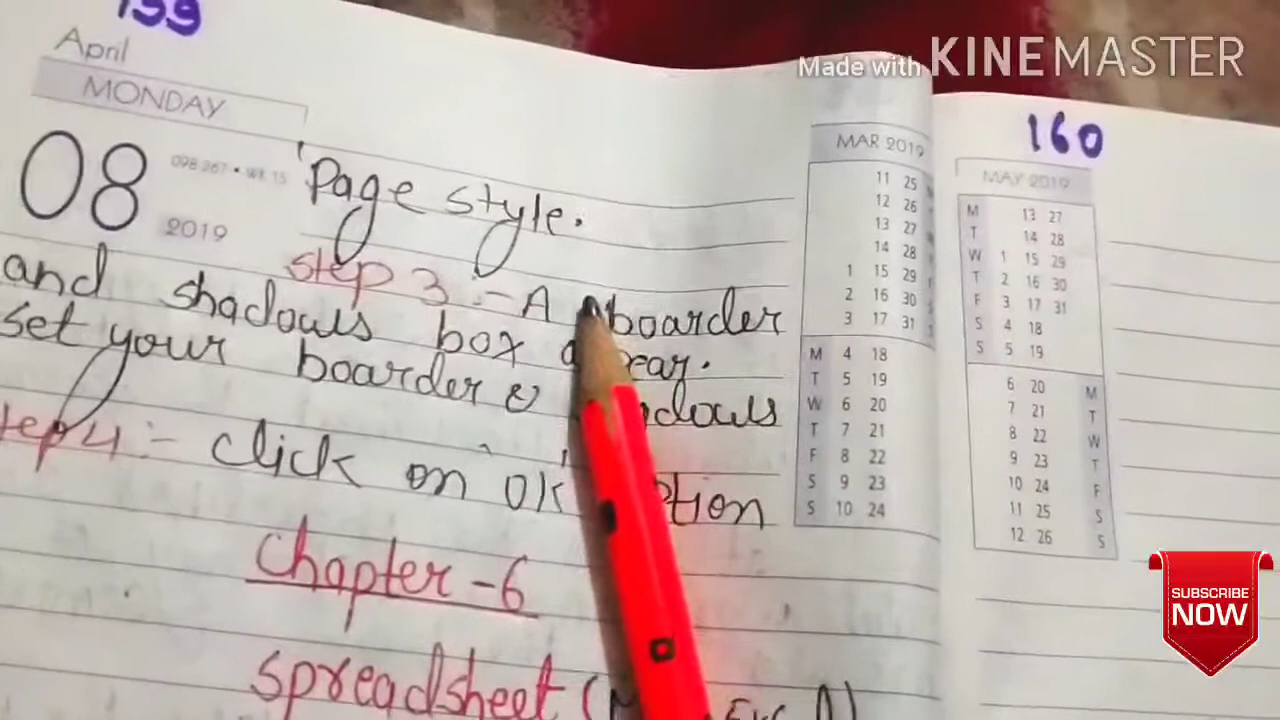 159
Made with KINEMASTER
April
MONDAY
08
098-267 • WK 15
2019
'Page style.
Step 3 :- A boarder
and shadows box appear.
Set your boarder &
Step 4 :- Click on 'OK'
Chapter - 6
Spreadsheet (
MAR 2019
11 25
12 26
13 27
14 28
1 15 29
2 16 30
3 17 31
M 4 18
T 5 19
W 6 20
T 7 21
F 8 22
S 9 23
S 10 24
160
MAY 2019
M 13 27
T 14 28
W 1 15 29
T 2 16 30
F 3 17 31
S 4 18
S 5 19
6 20 M
7 21 T
8 22 W
9 23 T
10 24 F
11 25 S
12 26 S
SUBSCRIBE
NOW